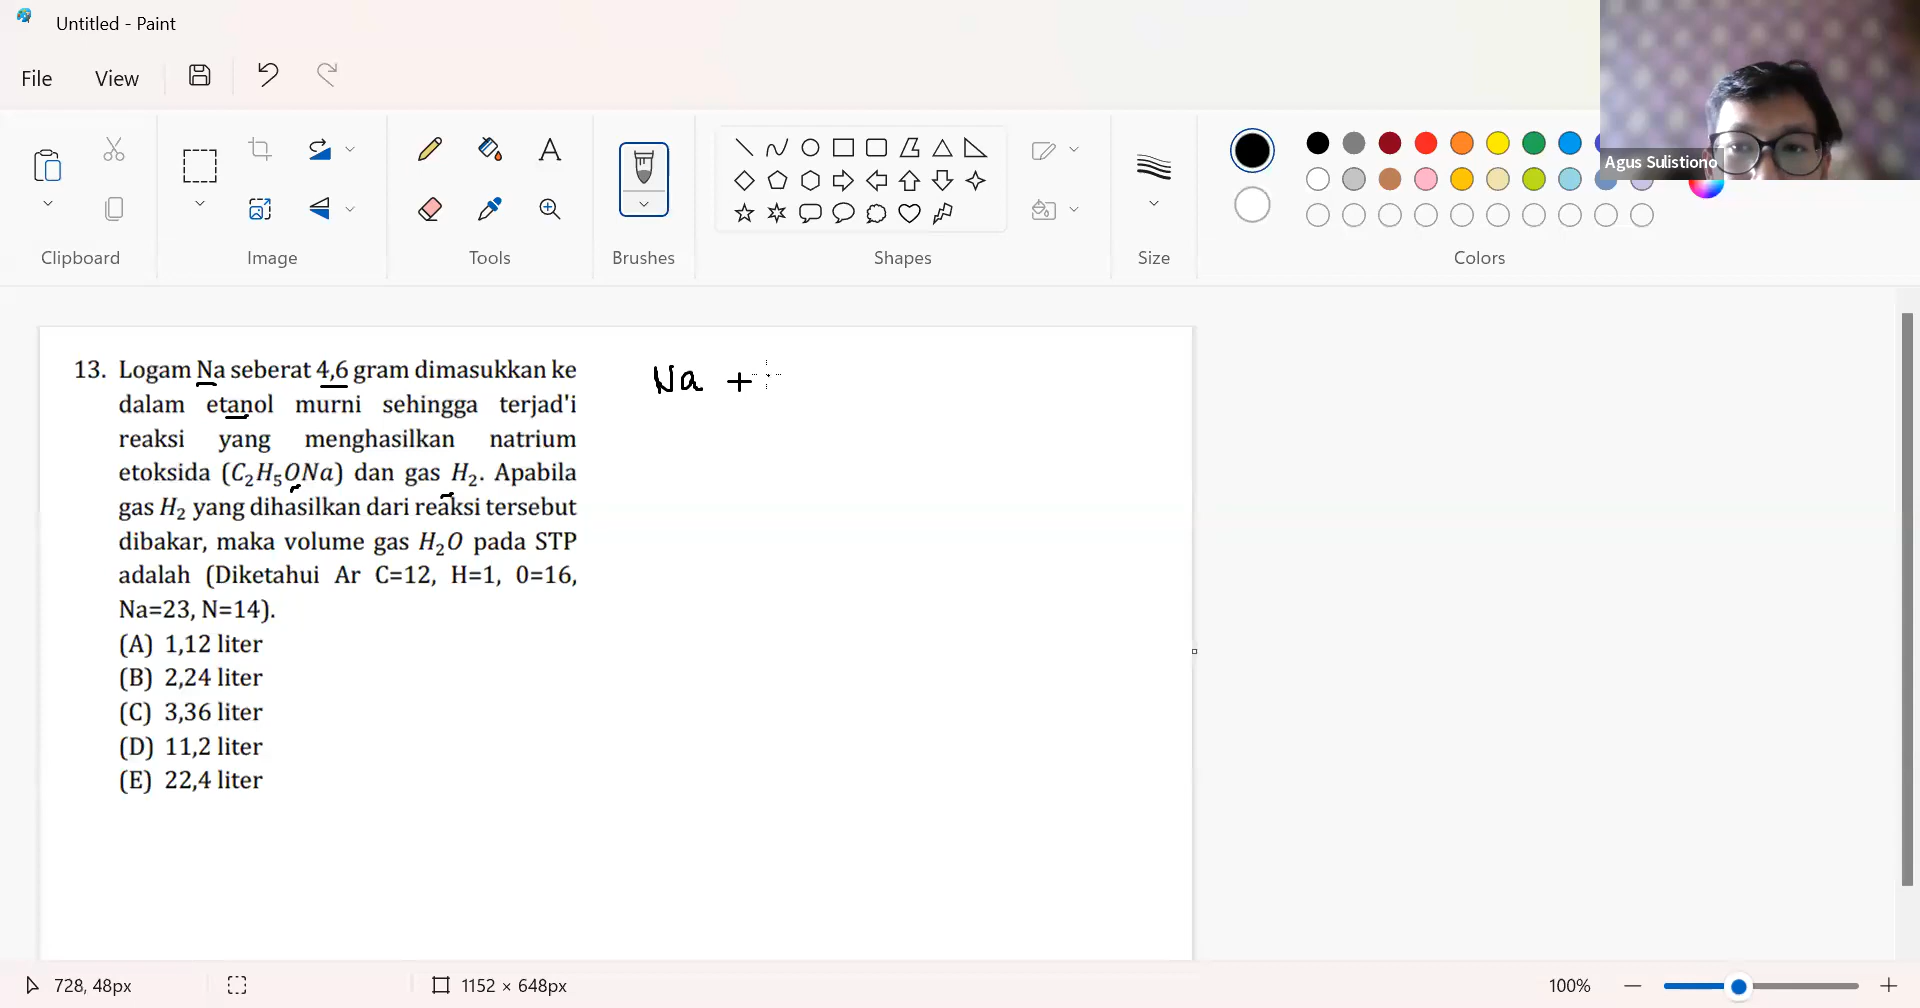 Untitled - Paint
File View
Clipboard
Image
Tools
Brushes
Shapes
Size
Colors
Agus Sulistiono
13. Logam Na seberat 4,6 gram dimasukkan ke
dalam etanol murni sehingga terjad'i
reaksi yang menghasilkan natrium
etoksida (C₂H₅ONa) dan gas H₂. Apabila
gas H₂ yang dihasilkan dari reaksi tersebut
dibakar, maka volume gas H₂O pada STP
adalah (Diketahui Ar C=12, H=1, 0=16,
Na=23, N=14).
(A) 1,12 liter
(B) 2,24 liter
(C) 3,36 liter
(D) 11,2 liter
(E) 22,4 liter
Na +
728, 48px
1152 × 648px
100%